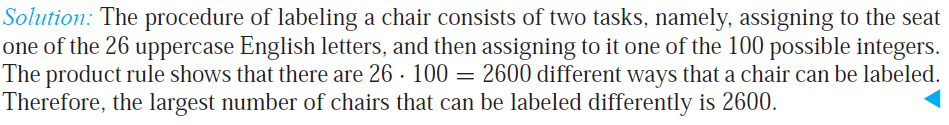 Solution: The procedure of labeling a chair consists of two tasks, namely, assigning to the seat
one of the 26 uppercase English letters, and then assigning to it one of the 100 possible integers.
The product rule shows that there are 26 · 100 = 2600 different ways that a chair can be labeled.
Therefore, the largest number of chairs that can be labeled differently is 2600.